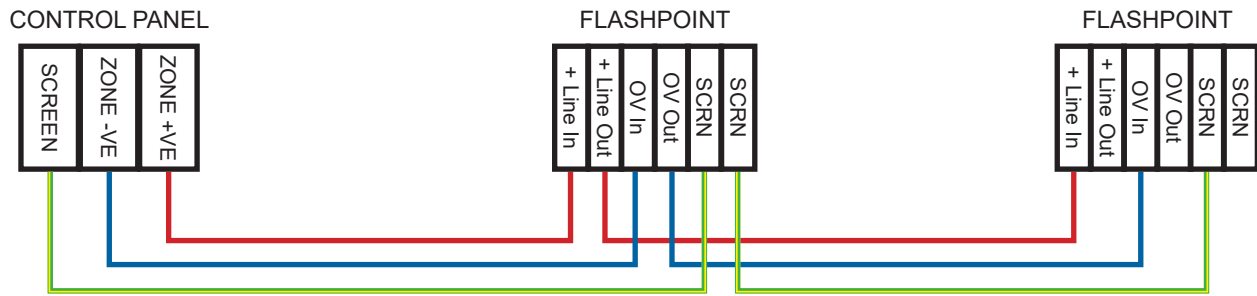 CONTROL PANEL
SCREEN
ZONE -VE
ZONE +VE
FLASHPOINT
+ Line In
+ Line Out
OV In
OV Out
SCRN
SCRN
FLASHPOINT
+ Line In
+ Line Out
OV In
OV Out
SCRN
SCRN